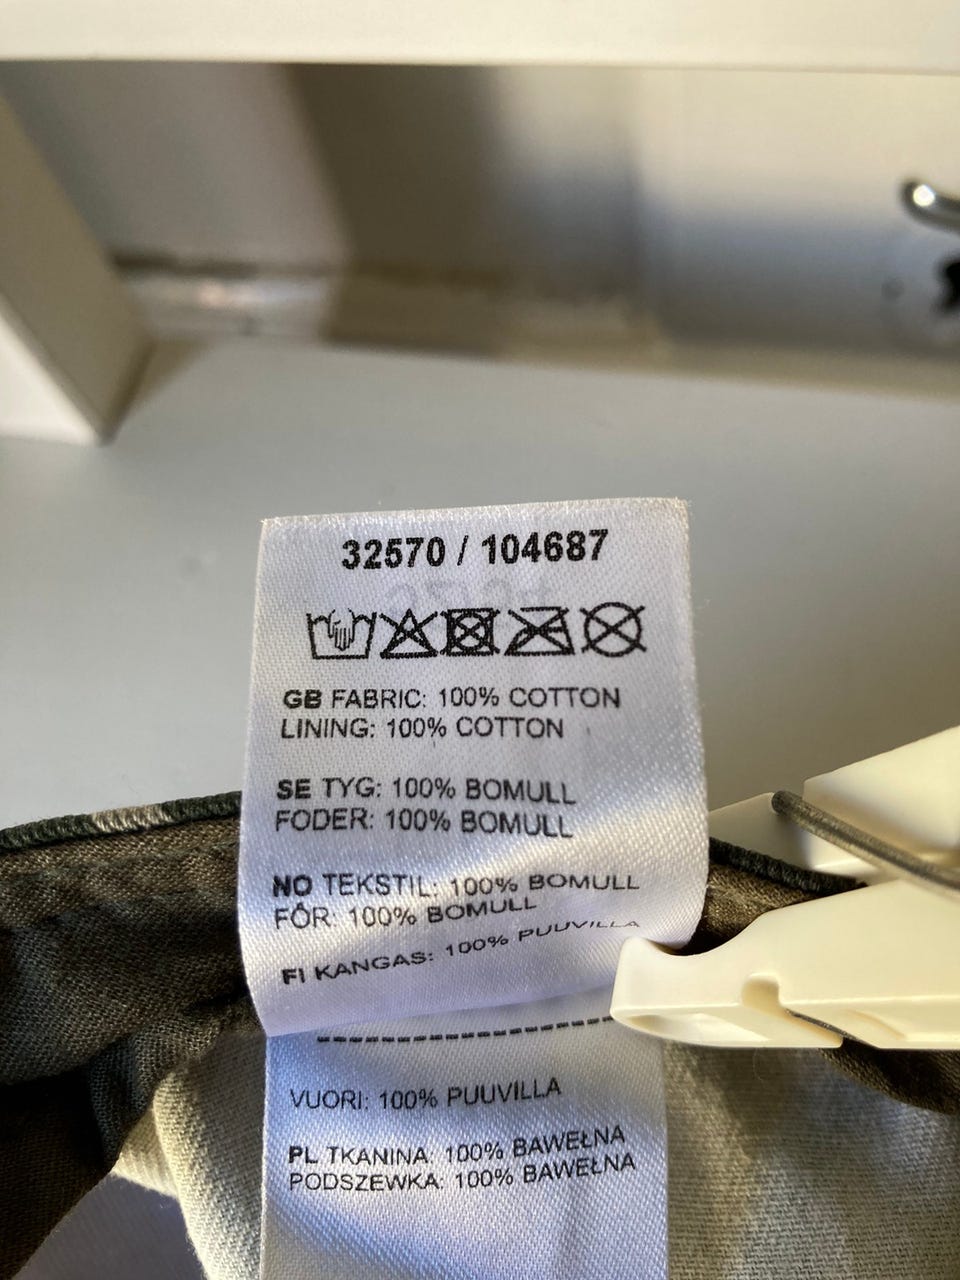 32570 / 104687
GB FABRIC: 100% COTTON
LINING: 100% COTTON
SE TYG: 100% BOMULL
FODER: 100% BOMULL
NO TEKSTIL: 100% BOMULL
FÔR: 100% BOMULL
FI KANGAS: 100% PUUVILLA
VUORI: 100% PUUVILLA
PL TKANINA: 100% BAWEŁNA
PODSZEWKA: 100% BAWEŁNA